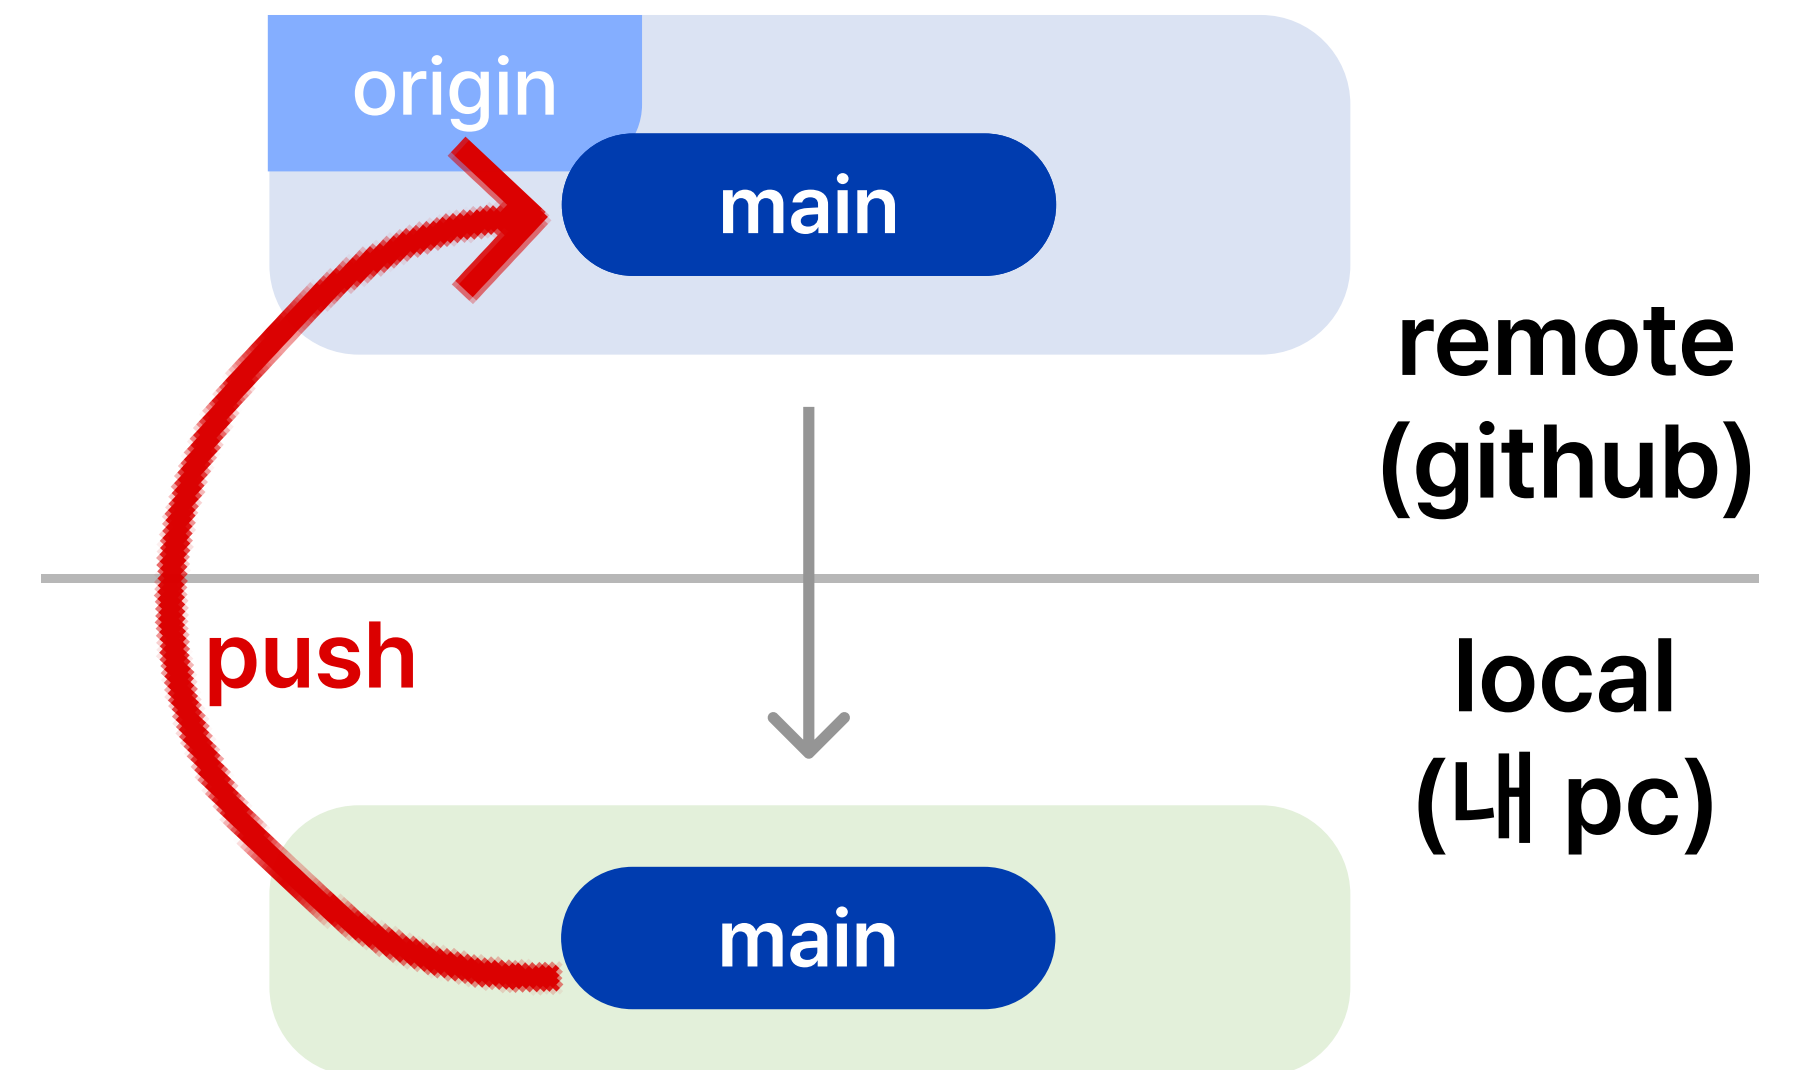 origin
main
remote
(github)
push
local
(내 pc)
main